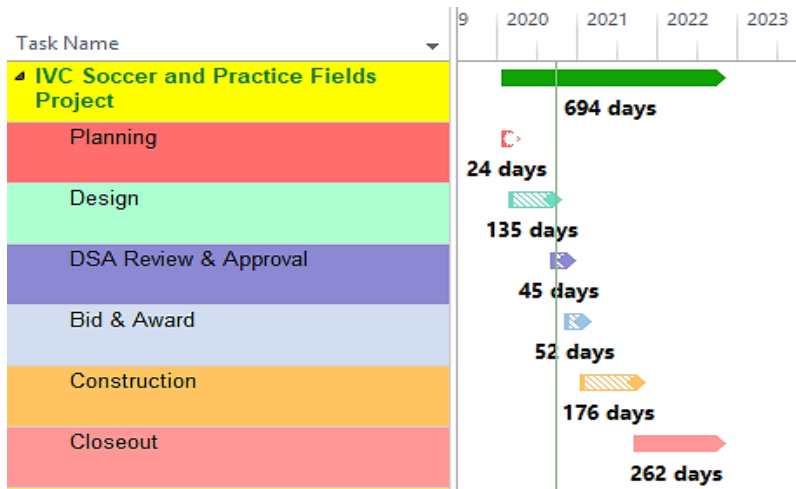 9 2020 2021 2022 2023
Task Name
IVC Soccer and Practice Fields
Project
694 days
Planning
24 days
Design
135 days
DSA Review & Approval
45 days
Bid & Award
52 days
Construction
176 days
Closeout
262 days